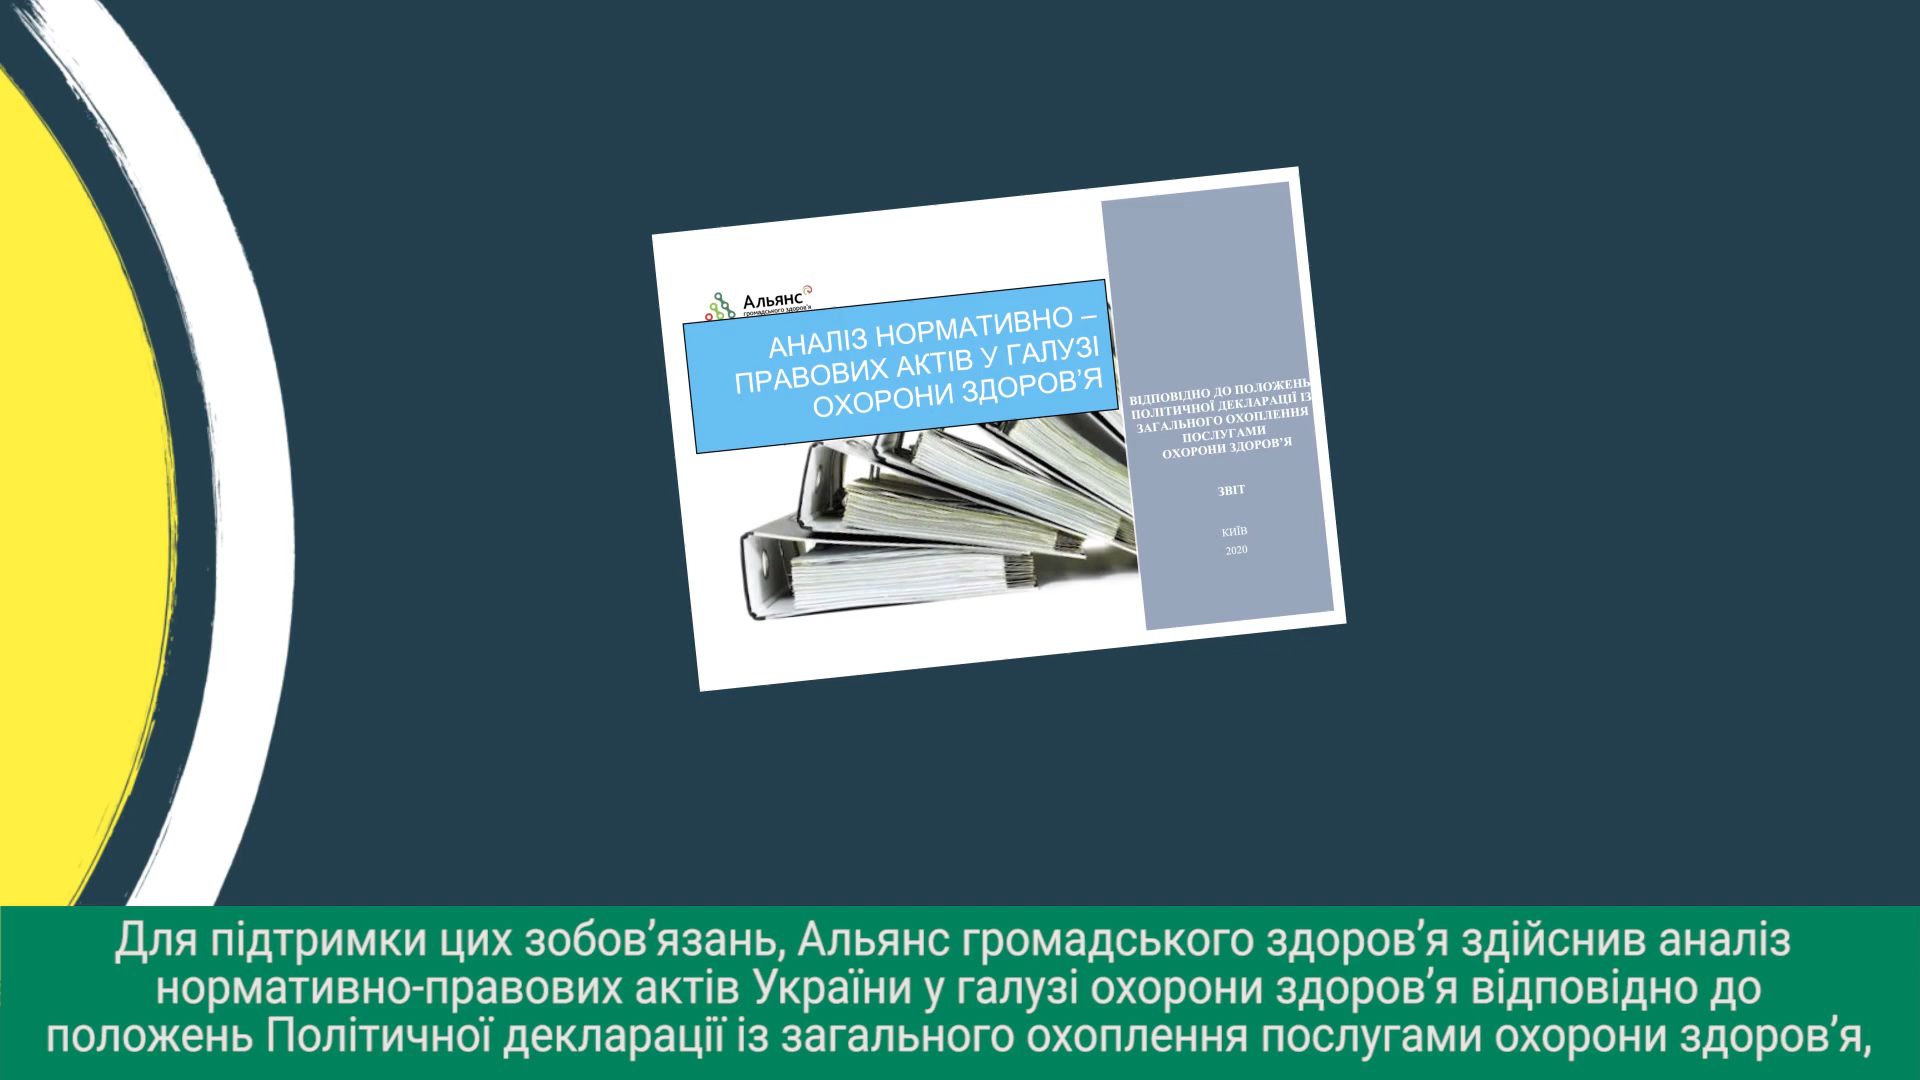 Альянс
громадського здоров'я
АНАЛІЗ НОРМАТИВНО –
ПРАВОВИХ АКТІВ У ГАЛУЗІ
ОХОРОНИ ЗДОРОВ'Я
ВІДПОВІДНО ДО ПОЛОЖЕНЬ
ПОЛІТИЧНОЇ ДЕКЛАРАЦІЇ ІЗ
ЗАГАЛЬНОГО ОХОПЛЕННЯ
ПОСЛУГАМИ
ОХОРОНИ ЗДОРОВ'Я
ЗВІТ
КИЇВ
2020
Для підтримки цих зобов’язань, Альянс громадського здоров’я здійснив аналіз
нормативно-правових актів України у галузі охорони здоров’я відповідно до
положень Політичної декларації із загального охоплення послугами охорони здоров’я,